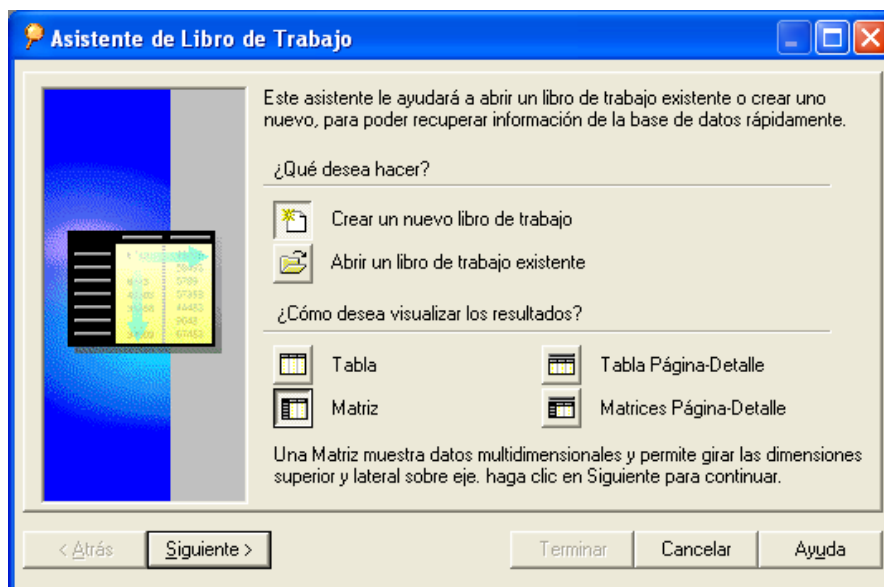 Asistente de Libro de Trabajo
Este asistente le ayudará a abrir un libro de trabajo existente o crear uno
nuevo, para poder recuperar información de la base de datos rápidamente.
¿Qué desea hacer?
Crear un nuevo libro de trabajo
Abrir un libro de trabajo existente
¿Cómo desea visualizar los resultados?
Tabla
Tabla Página-Detalle
Matriz
Matrices Página-Detalle
Una Matriz muestra datos multidimensionales y permite girar las dimensiones
superior y lateral sobre eje. haga clic en Siguiente para continuar.
< Atrás
Siguiente >
Terminar
Cancelar
Ayuda